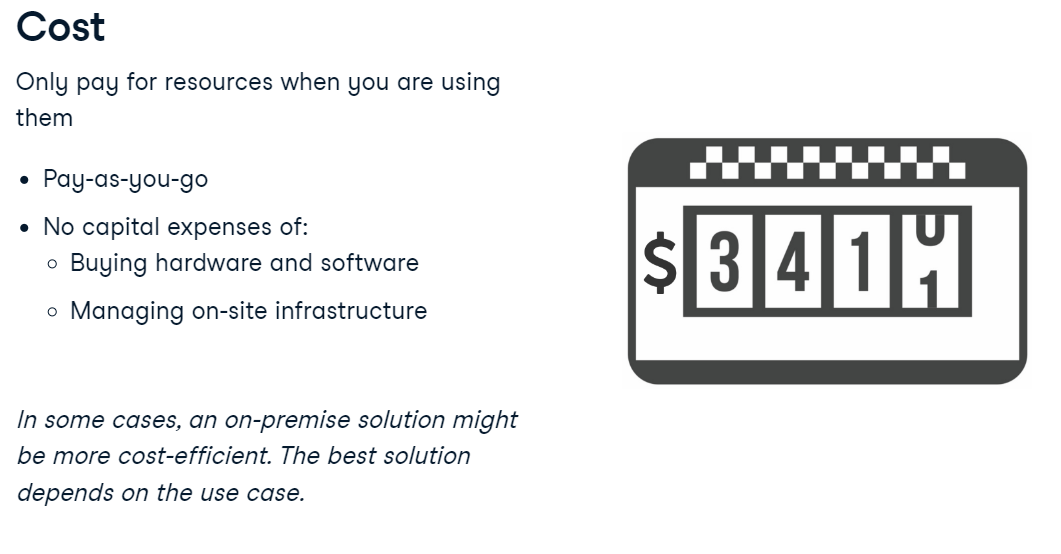 Cost
Only pay for resources when you are using
them
• Pay-as-you-go
• No capital expenses of:
○ Buying hardware and software
○ Managing on-site infrastructure
$ 3 4 1 0
1
In some cases, an on-premise solution might
be more cost-efficient. The best solution
depends on the use case.